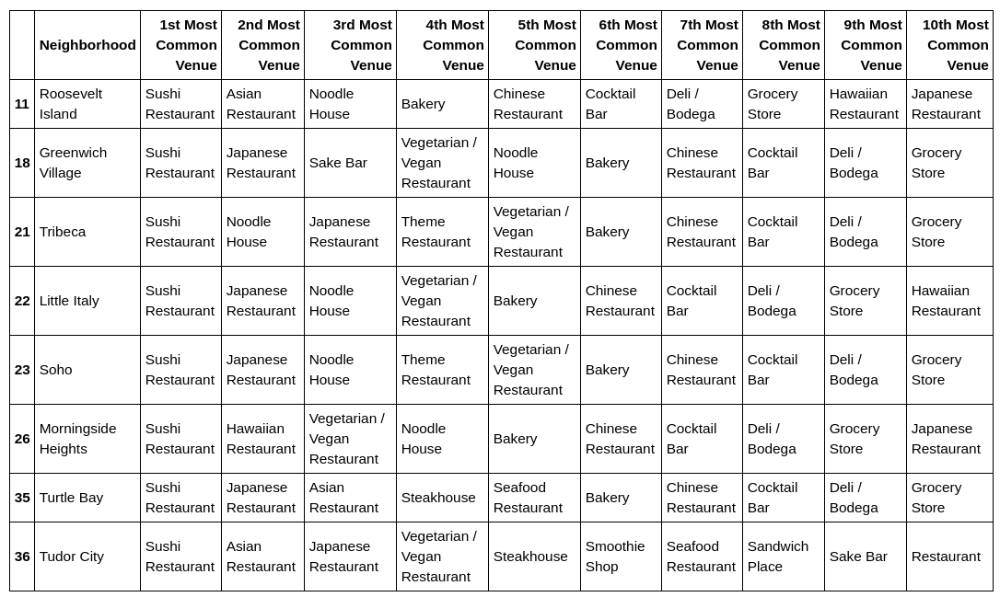 Neighborhood 1st Most Common Venue 2nd Most Common Venue 3rd Most Common Venue 4th Most Common Venue 5th Most Common Venue 6th Most Common Venue 7th Most Common Venue 8th Most Common Venue 9th Most Common Venue 10th Most Common Venue
11 Roosevelt Island Sushi Restaurant Asian Restaurant Noodle House Bakery Chinese Restaurant Cocktail Bar Deli / Bodega Grocery Store Hawaiian Restaurant Japanese Restaurant
18 Greenwich Village Sushi Restaurant Japanese Restaurant Sake Bar Vegetarian / Vegan Restaurant Noodle House Bakery Chinese Restaurant Cocktail Bar Deli / Bodega Grocery Store
21 Tribeca Sushi Restaurant Noodle House Japanese Restaurant Theme Restaurant Vegetarian / Vegan Restaurant Bakery Chinese Restaurant Cocktail Bar Deli / Bodega Grocery Store
22 Little Italy Sushi Restaurant Japanese Restaurant Noodle House Vegetarian / Vegan Restaurant Bakery Chinese Restaurant Cocktail Bar Deli / Bodega Grocery Store Hawaiian Restaurant
23 Soho Sushi Restaurant Japanese Restaurant Noodle House Theme Restaurant Vegetarian / Vegan Restaurant Bakery Chinese Restaurant Cocktail Bar Deli / Bodega Grocery Store
26 Morningside Heights Sushi Restaurant Hawaiian Restaurant Vegetarian / Vegan Restaurant Noodle House Bakery Chinese Restaurant Cocktail Bar Deli / Bodega Grocery Store Japanese Restaurant
35 Turtle Bay Sushi Restaurant Japanese Restaurant Asian Restaurant Steakhouse Seafood Restaurant Bakery Chinese Restaurant Cocktail Bar Deli / Bodega Grocery Store
36 Tudor City Sushi Restaurant Asian Restaurant Japanese Restaurant Vegetarian / Vegan Restaurant Steakhouse Smoothie Shop Seafood Restaurant Sandwich Place Sake Bar Restaurant